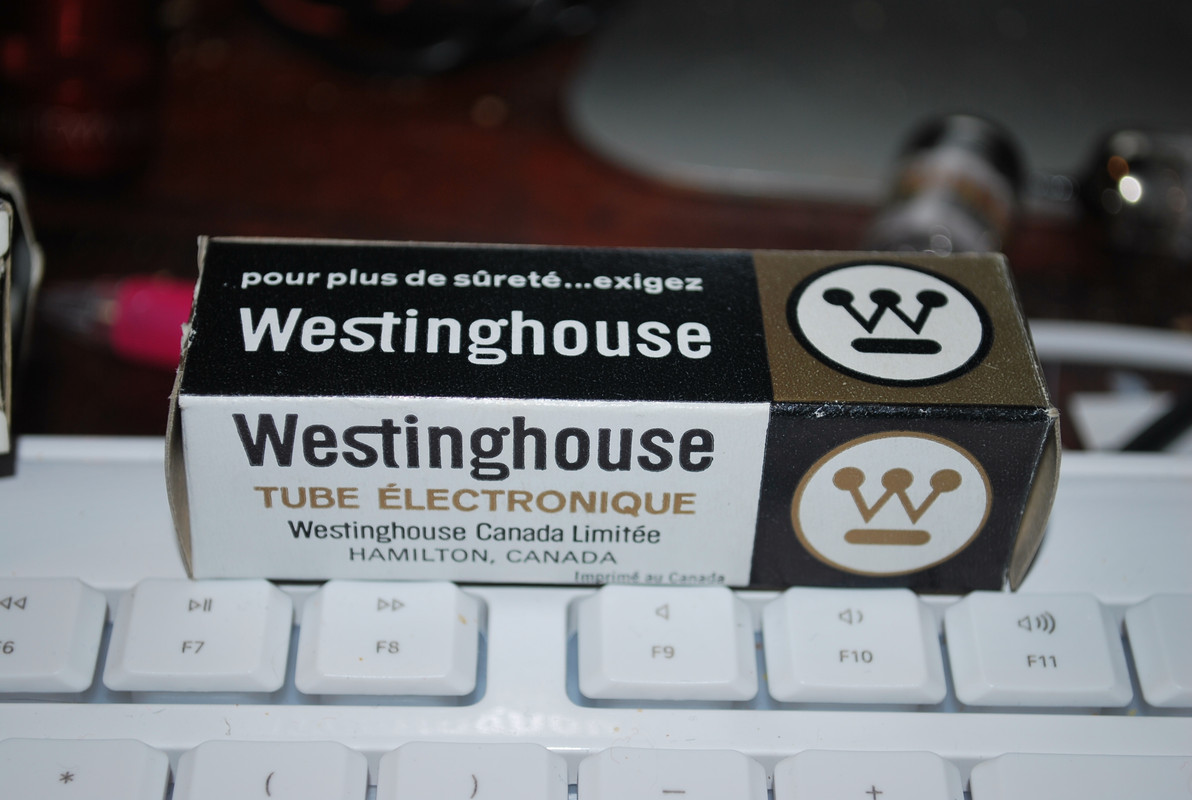 pour plus de sûreté...exigez
Westinghouse
W
Westinghouse
TUBE ÉLECTRONIQUE
Westinghouse Canada Limitée
HAMILTON, CANADA
Imprimé au Canada
W
F6
F7
F8
F9
F10
F11
*
(
)
—
+